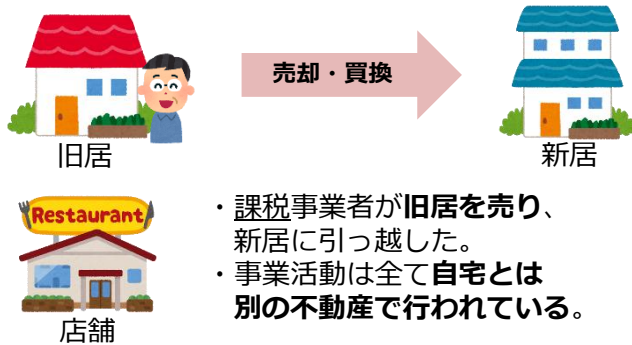 売却・買換
旧居
新居
Restaurant
店舗
・課税事業者が旧居を売り、
新居に引っ越した。
・事業活動は全て自宅とは
別の不動産で行われている。